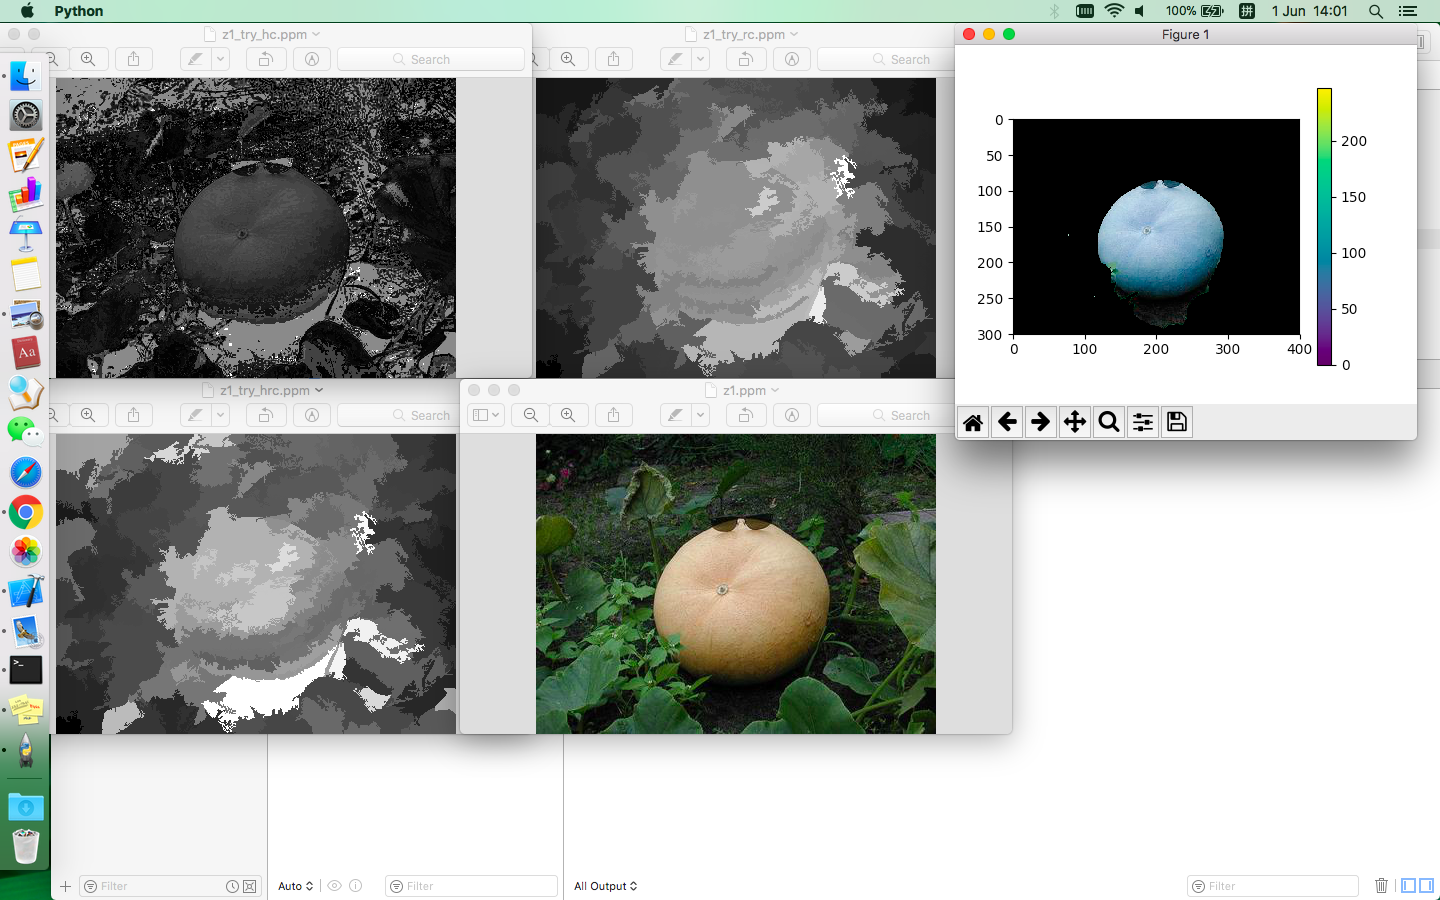 Python
100%
拼
1 Jun 14:01
z1_try_hc.ppm
Search
z1_try_rc.ppm
Search
Figure 1
0
50
100
150
200
250
300
0
100
200
300
400
200
150
100
50
0
z1_try_hrc.ppm
Search
z1.ppm
Search
Aa
>_
Filter
Auto
Filter
All Output
Filter